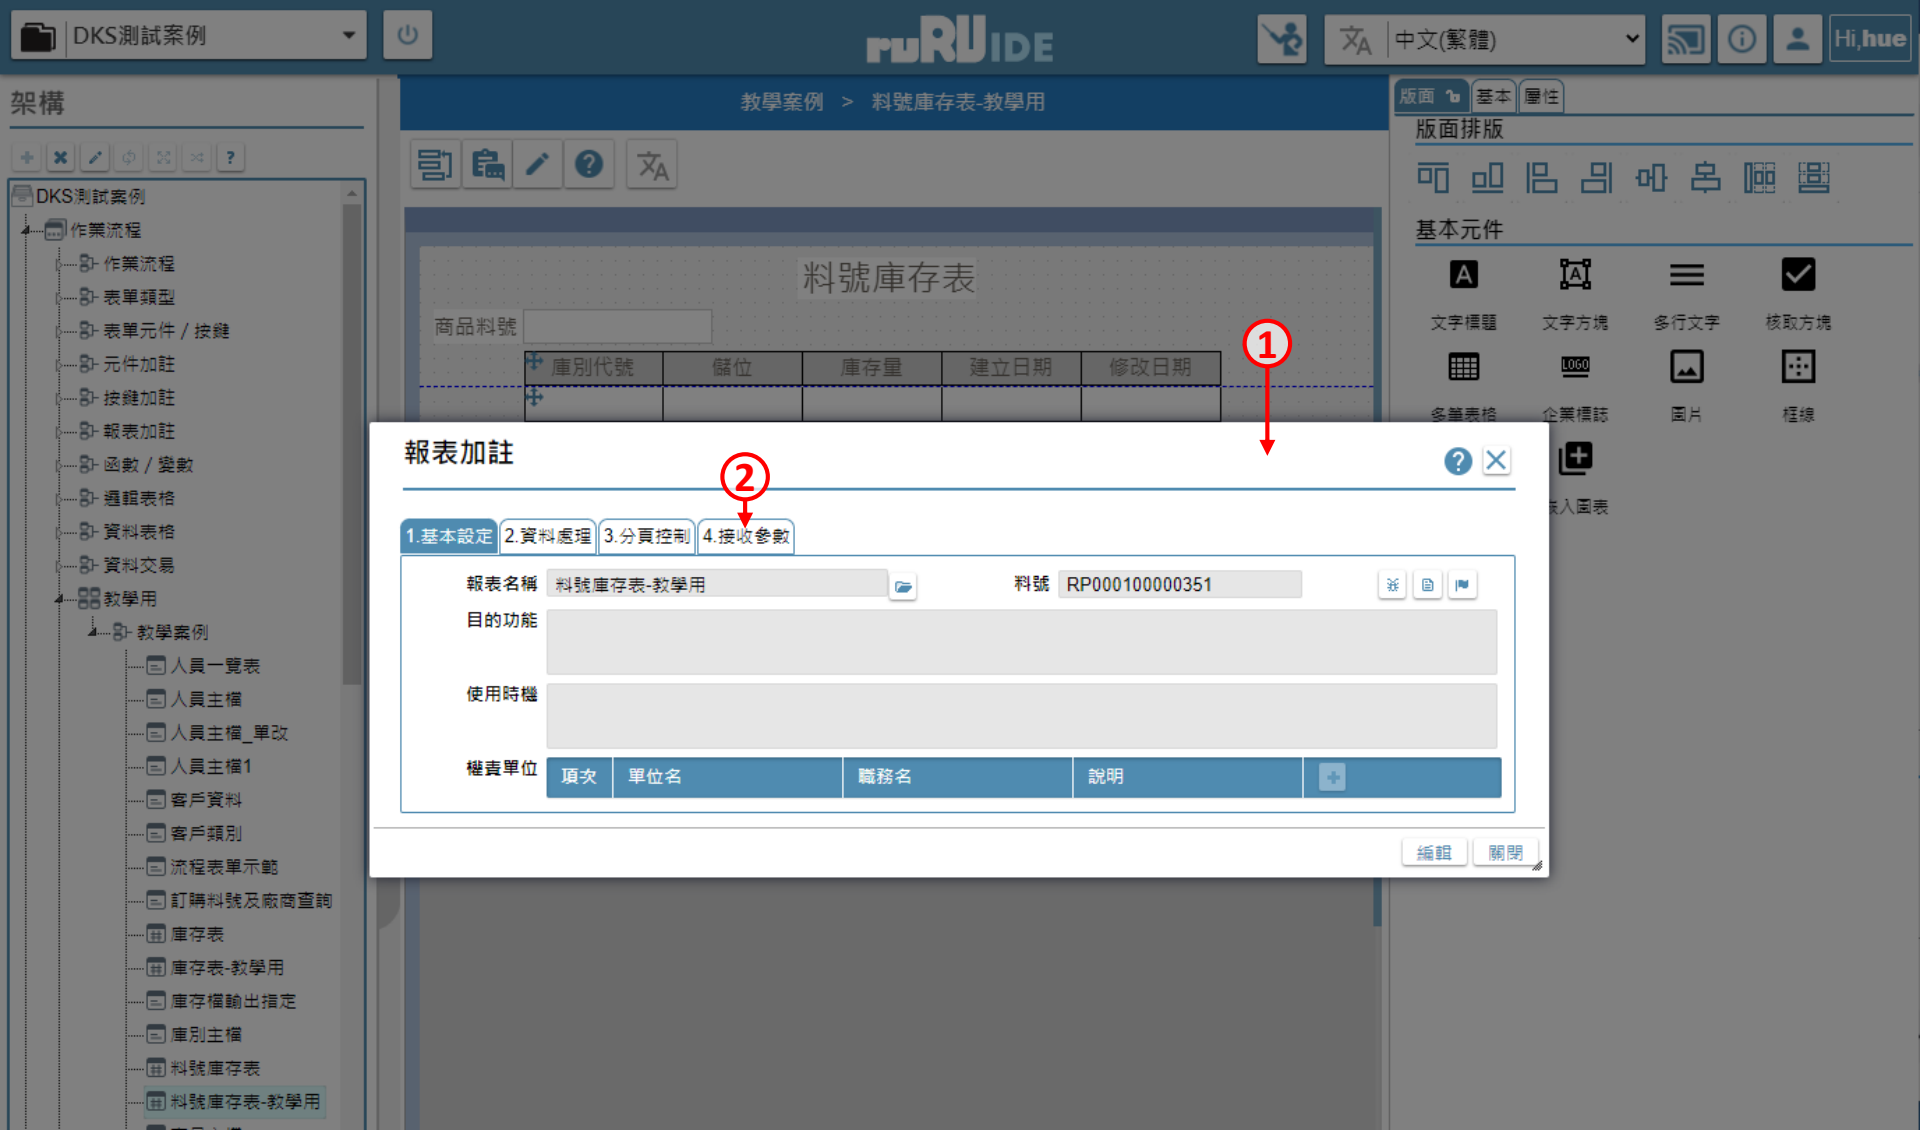 DKS測試案例
ruRU IDE
中文(繁體)
Hi,hue
架構
教學案例 > 料號庫存表-教學用
版面
基本
屬性
版面排版
DKS測試案例
作業流程
作業流程
表單類型
表單元件 / 按鍵
元件加註
按鍵加註
報表加註
函數 / 變數
邏輯表格
資料表格
資料交易
教學用
教學案例
人員一覽表
人員主檔
人員主檔_單改
人員主檔1
客戶資料
客戶類別
流程表單示範
訂購料號及廠商查詢
庫存表
庫存表-教學用
庫存檔輸出指定
庫別主檔
料號庫存表
料號庫存表-教學用
料號庫存表
商品料號
庫別代號
儲位
庫存量
建立日期
修改日期
基本元件
文字標題
文字方塊
多行文字
核取方塊
LOGO
多筆表格
企業標誌
圖片
框線
入圖表
1
2
報表加註
1.基本設定
2.資料處理
3.分頁控制
4.接收參數
報表名稱
料號庫存表-教學用
料號
RP000100000351
目的功能
使用時機
權責單位
項次
單位名
職務名
說明
編輯
關閉